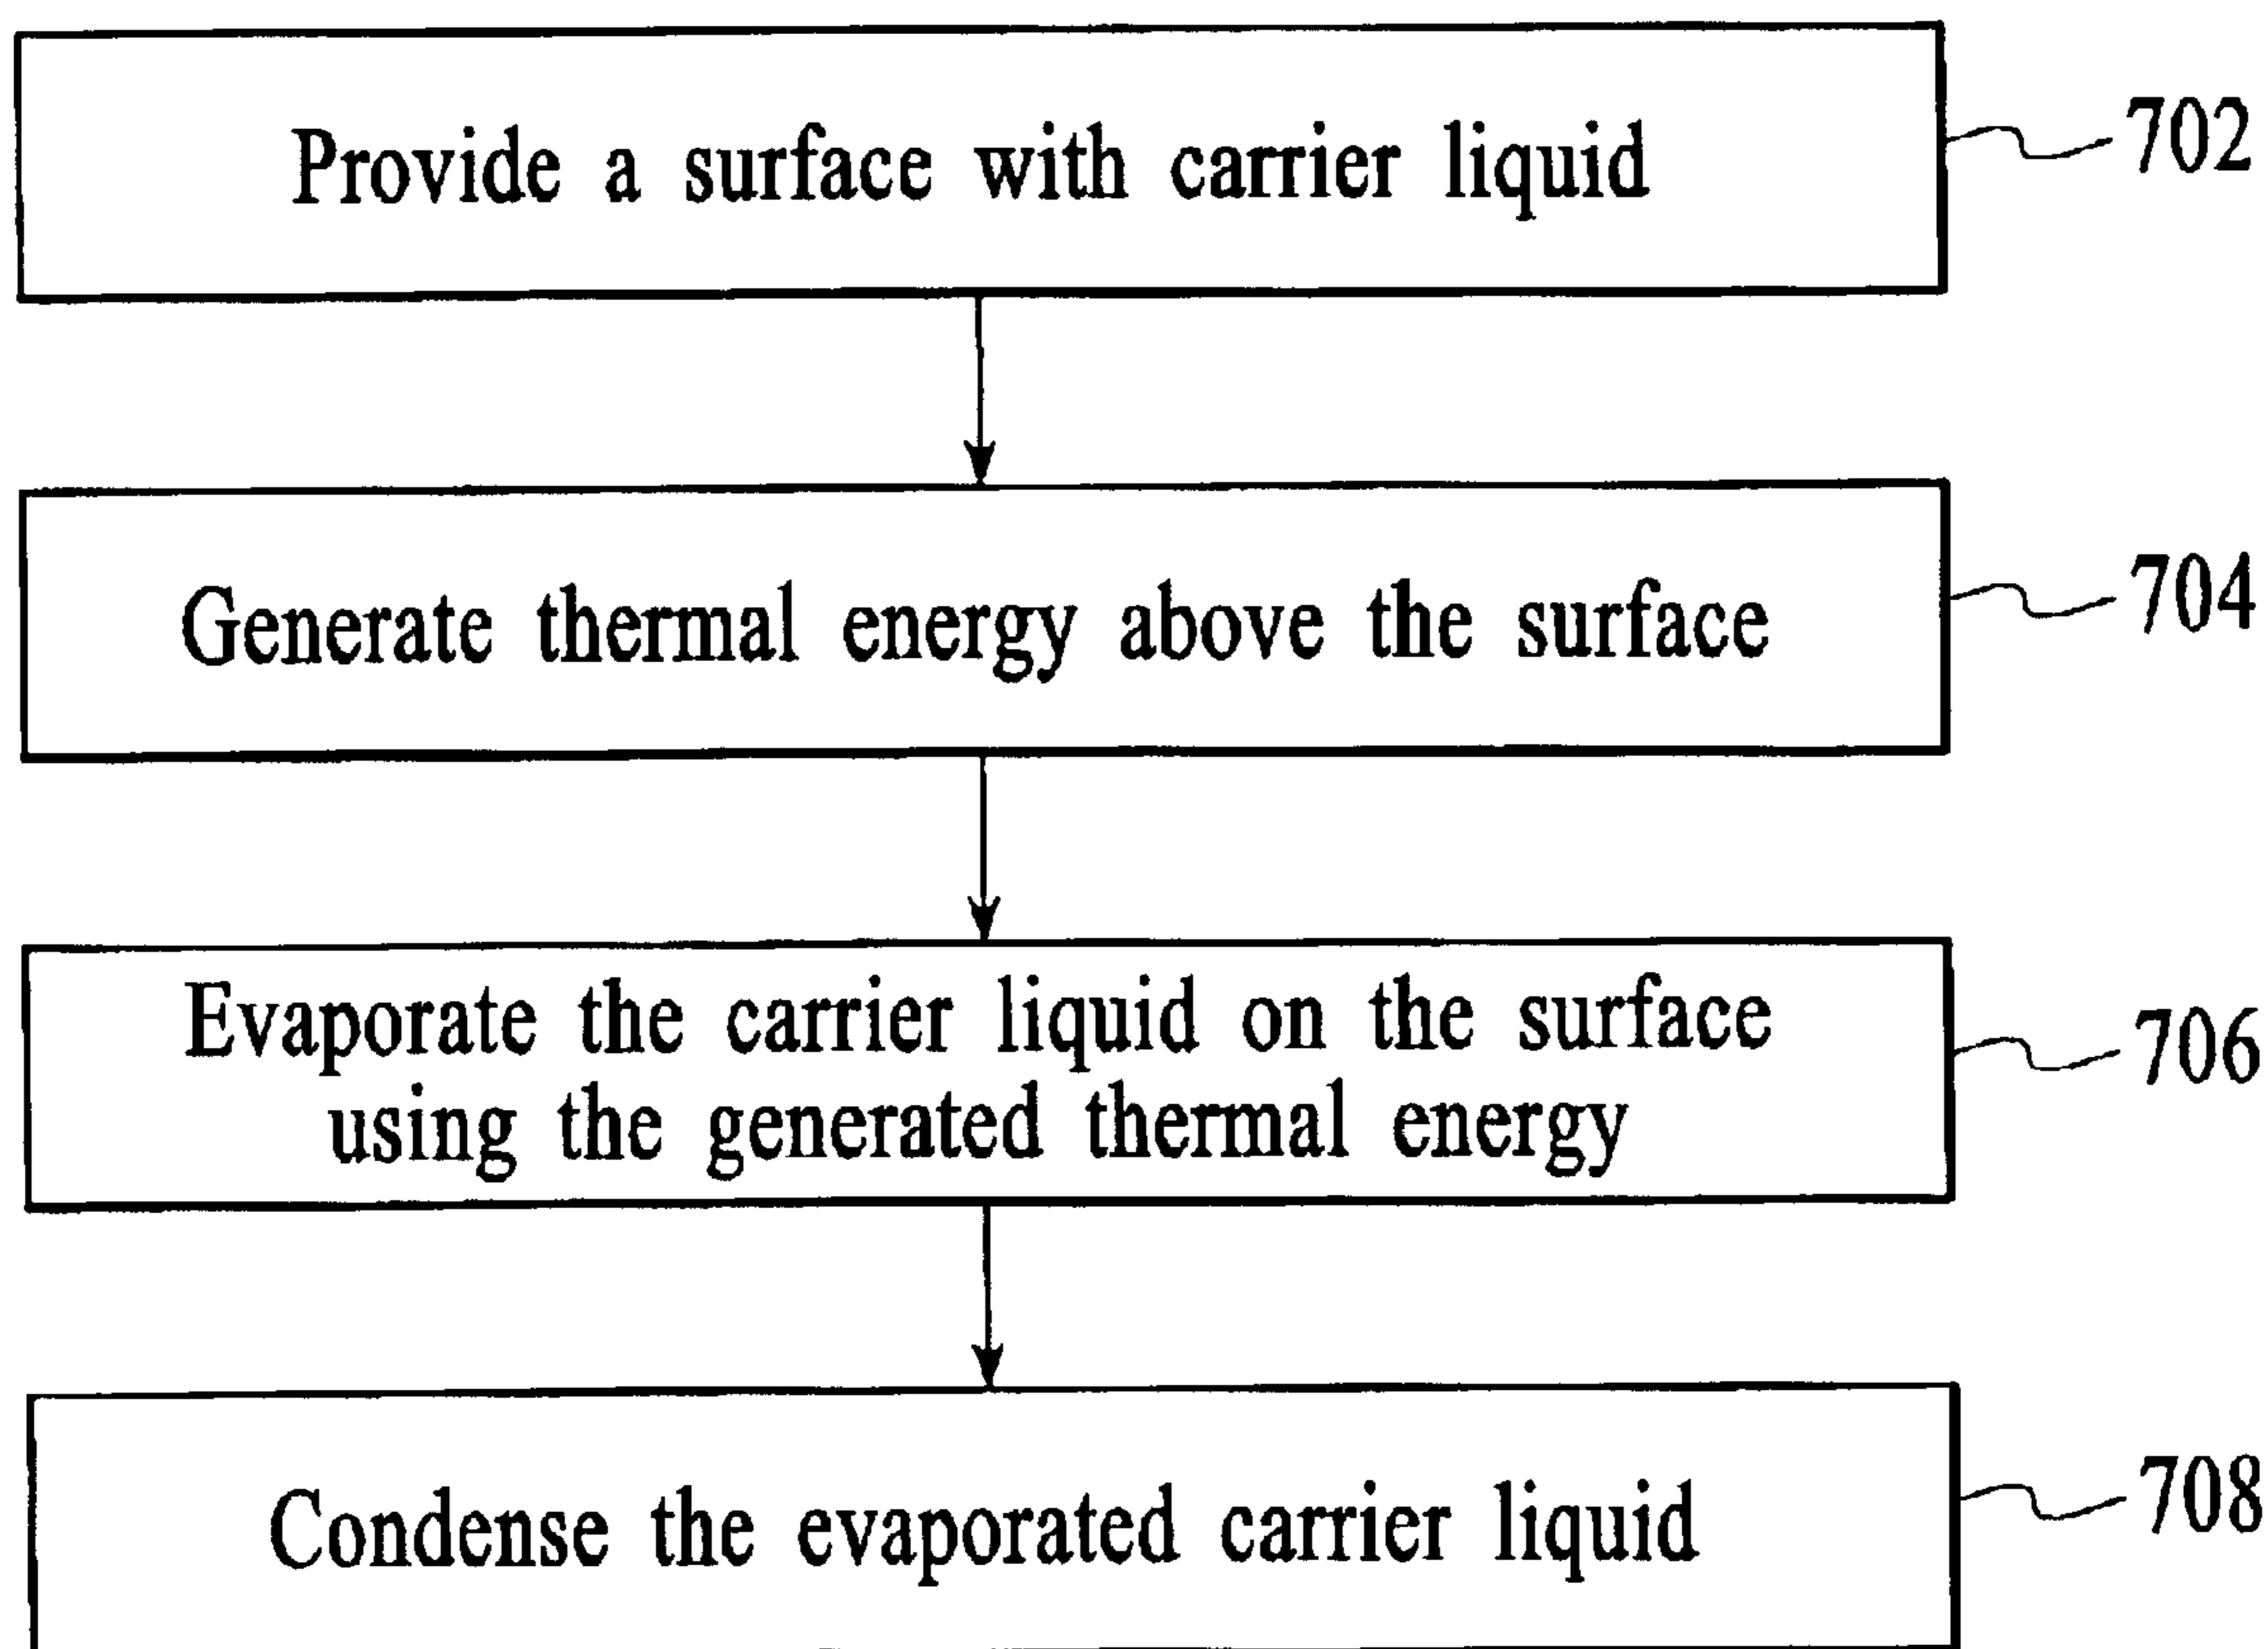 Provide a surface with carrier liquid
702
Generate thermal energy above the surface
704
Evaporate the carrier liquid on the surface
using the generated thermal energy
706
Condense the evaporated carrier liquid
708